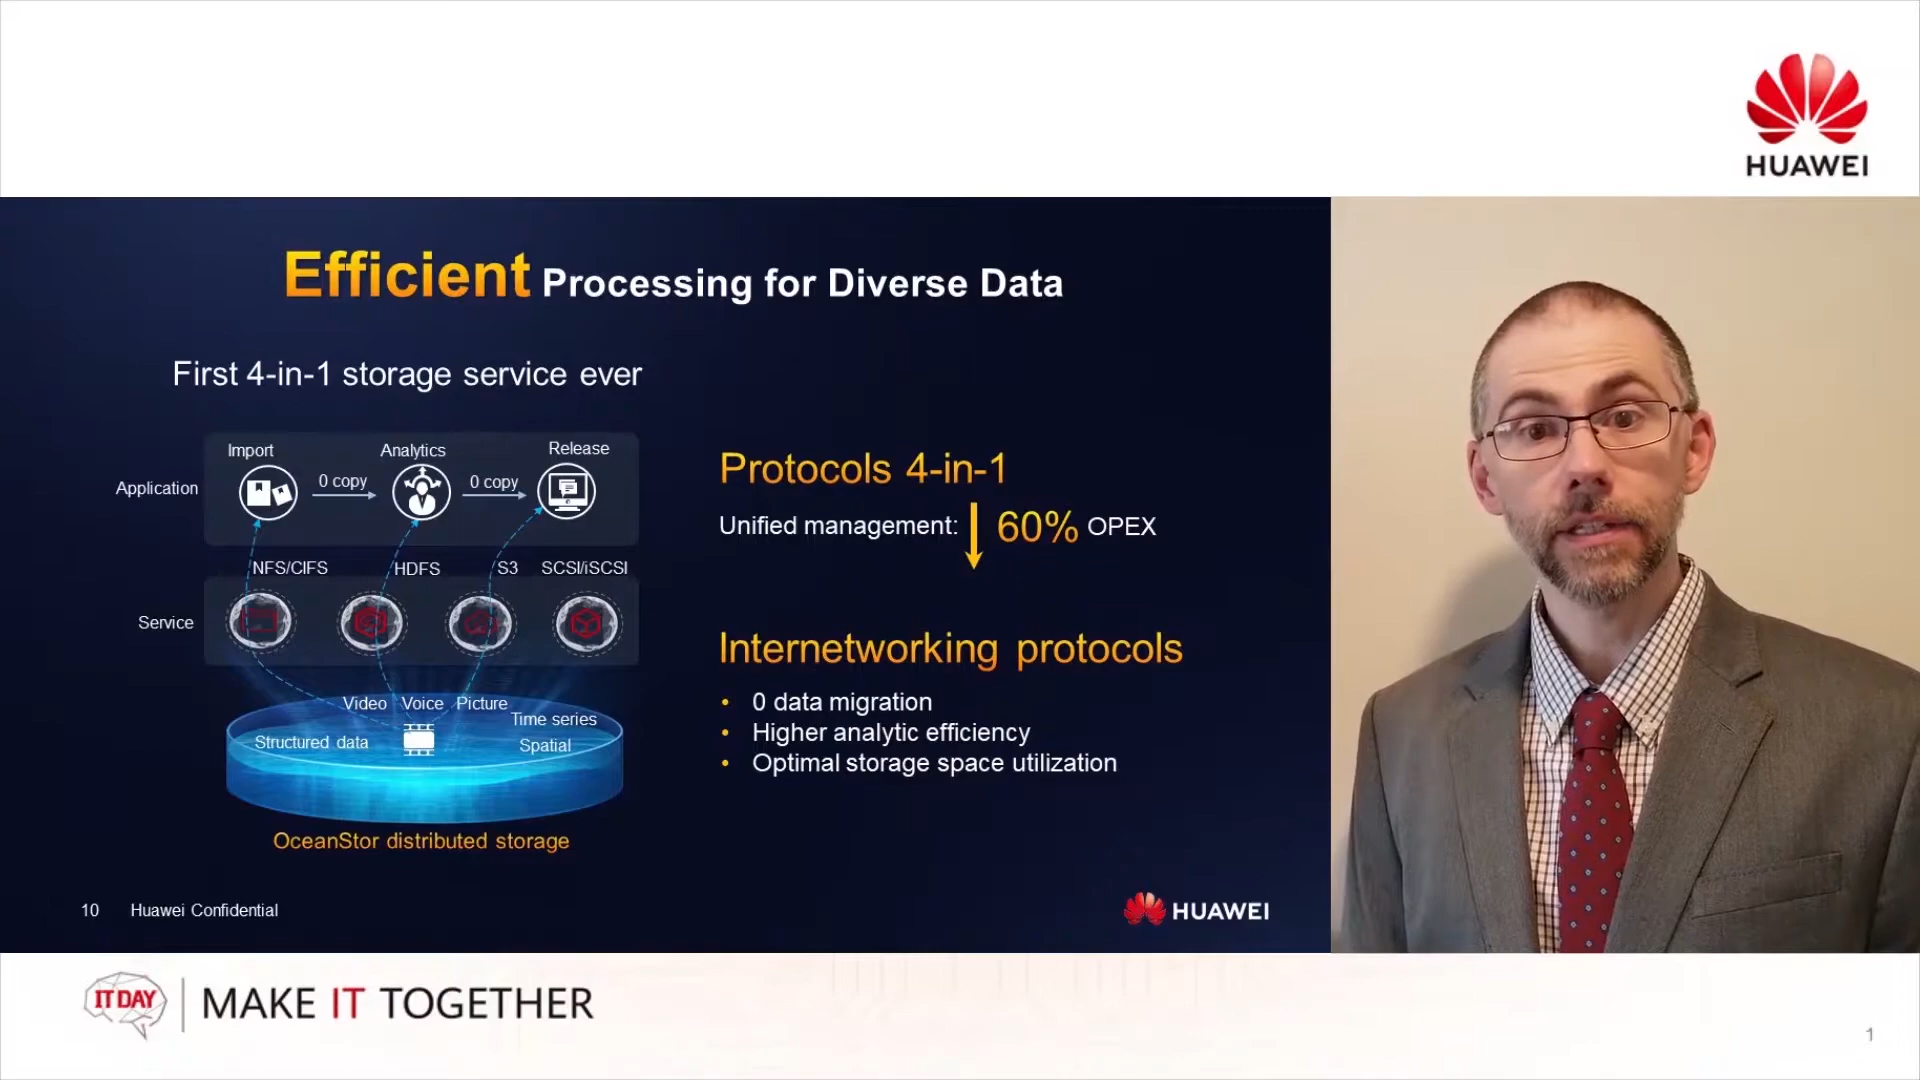 HUAWEI
Efficient Processing for Diverse Data
First 4-in-1 storage service ever
Import
Analytics
Release
Application
0 copy
0 copy
NFS/CIFS
HDFS
S3
SCSI/iSCSI
Service
Video Voice Picture
Time series
Structured data
Spatial
OceanStor distributed storage
Protocols 4-in-1
Unified management: 60% OPEX
Internetworking protocols
• 0 data migration
• Higher analytic efficiency
• Optimal storage space utilization
10 Huawei Confidential
HUAWEI
IT DAY
MAKE IT TOGETHER
1